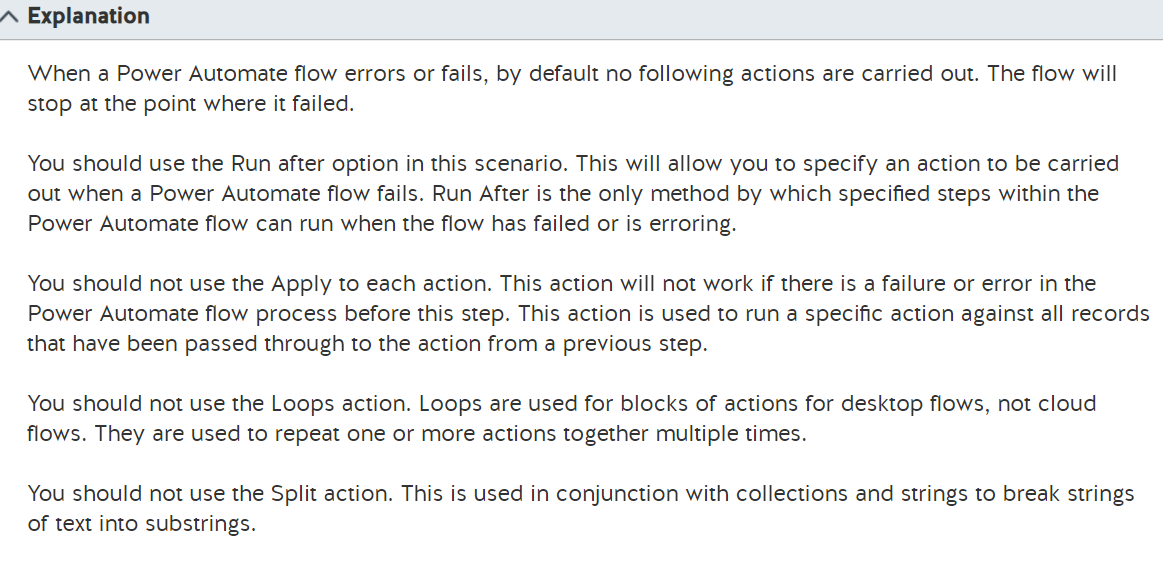 Explanation
When a Power Automate flow errors or fails, by default no following actions are carried out. The flow will
stop at the point where it failed.
You should use the Run after option in this scenario. This will allow you to specify an action to be carried
out when a Power Automate flow fails. Run After is the only method by which specified steps within the
Power Automate flow can run when the flow has failed or is erroring.
You should not use the Apply to each action. This action will not work if there is a failure or error in the
Power Automate flow process before this step. This action is used to run a specific action against all records
that have been passed through to the action from a previous step.
You should not use the Loops action. Loops are used for blocks of actions for desktop flows, not cloud
flows. They are used to repeat one or more actions together multiple times.
You should not use the Split action. This is used in conjunction with collections and strings to break strings
of text into substrings.